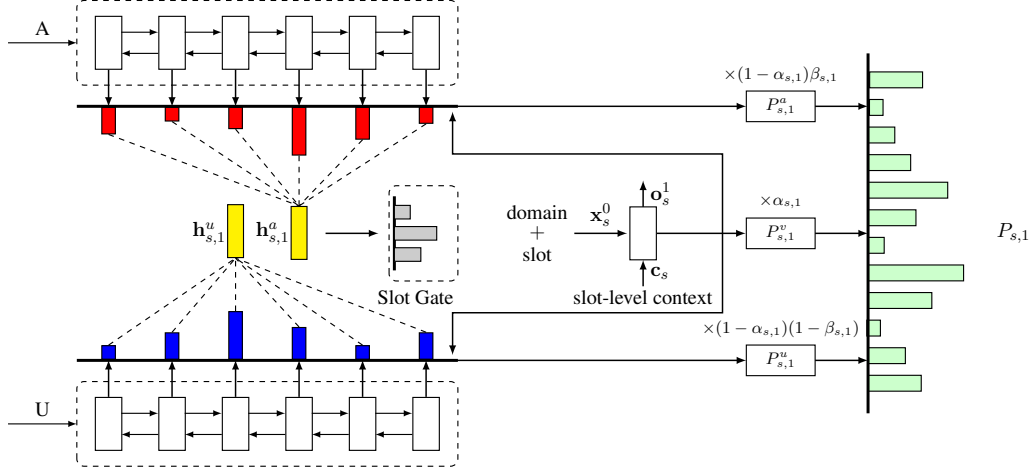 A
×(1 − α_{s,1})β_{s,1}
P^a_{s,1}
h^u_{s,1} h^a_{s,1}
domain
+
slot
x^0_s
o^1_s
c_s
slot-level context
Slot Gate
×α_{s,1}
P^v_{s,1}
P_{s,1}
×(1 − α_{s,1})(1 − β_{s,1})
P^u_{s,1}
U